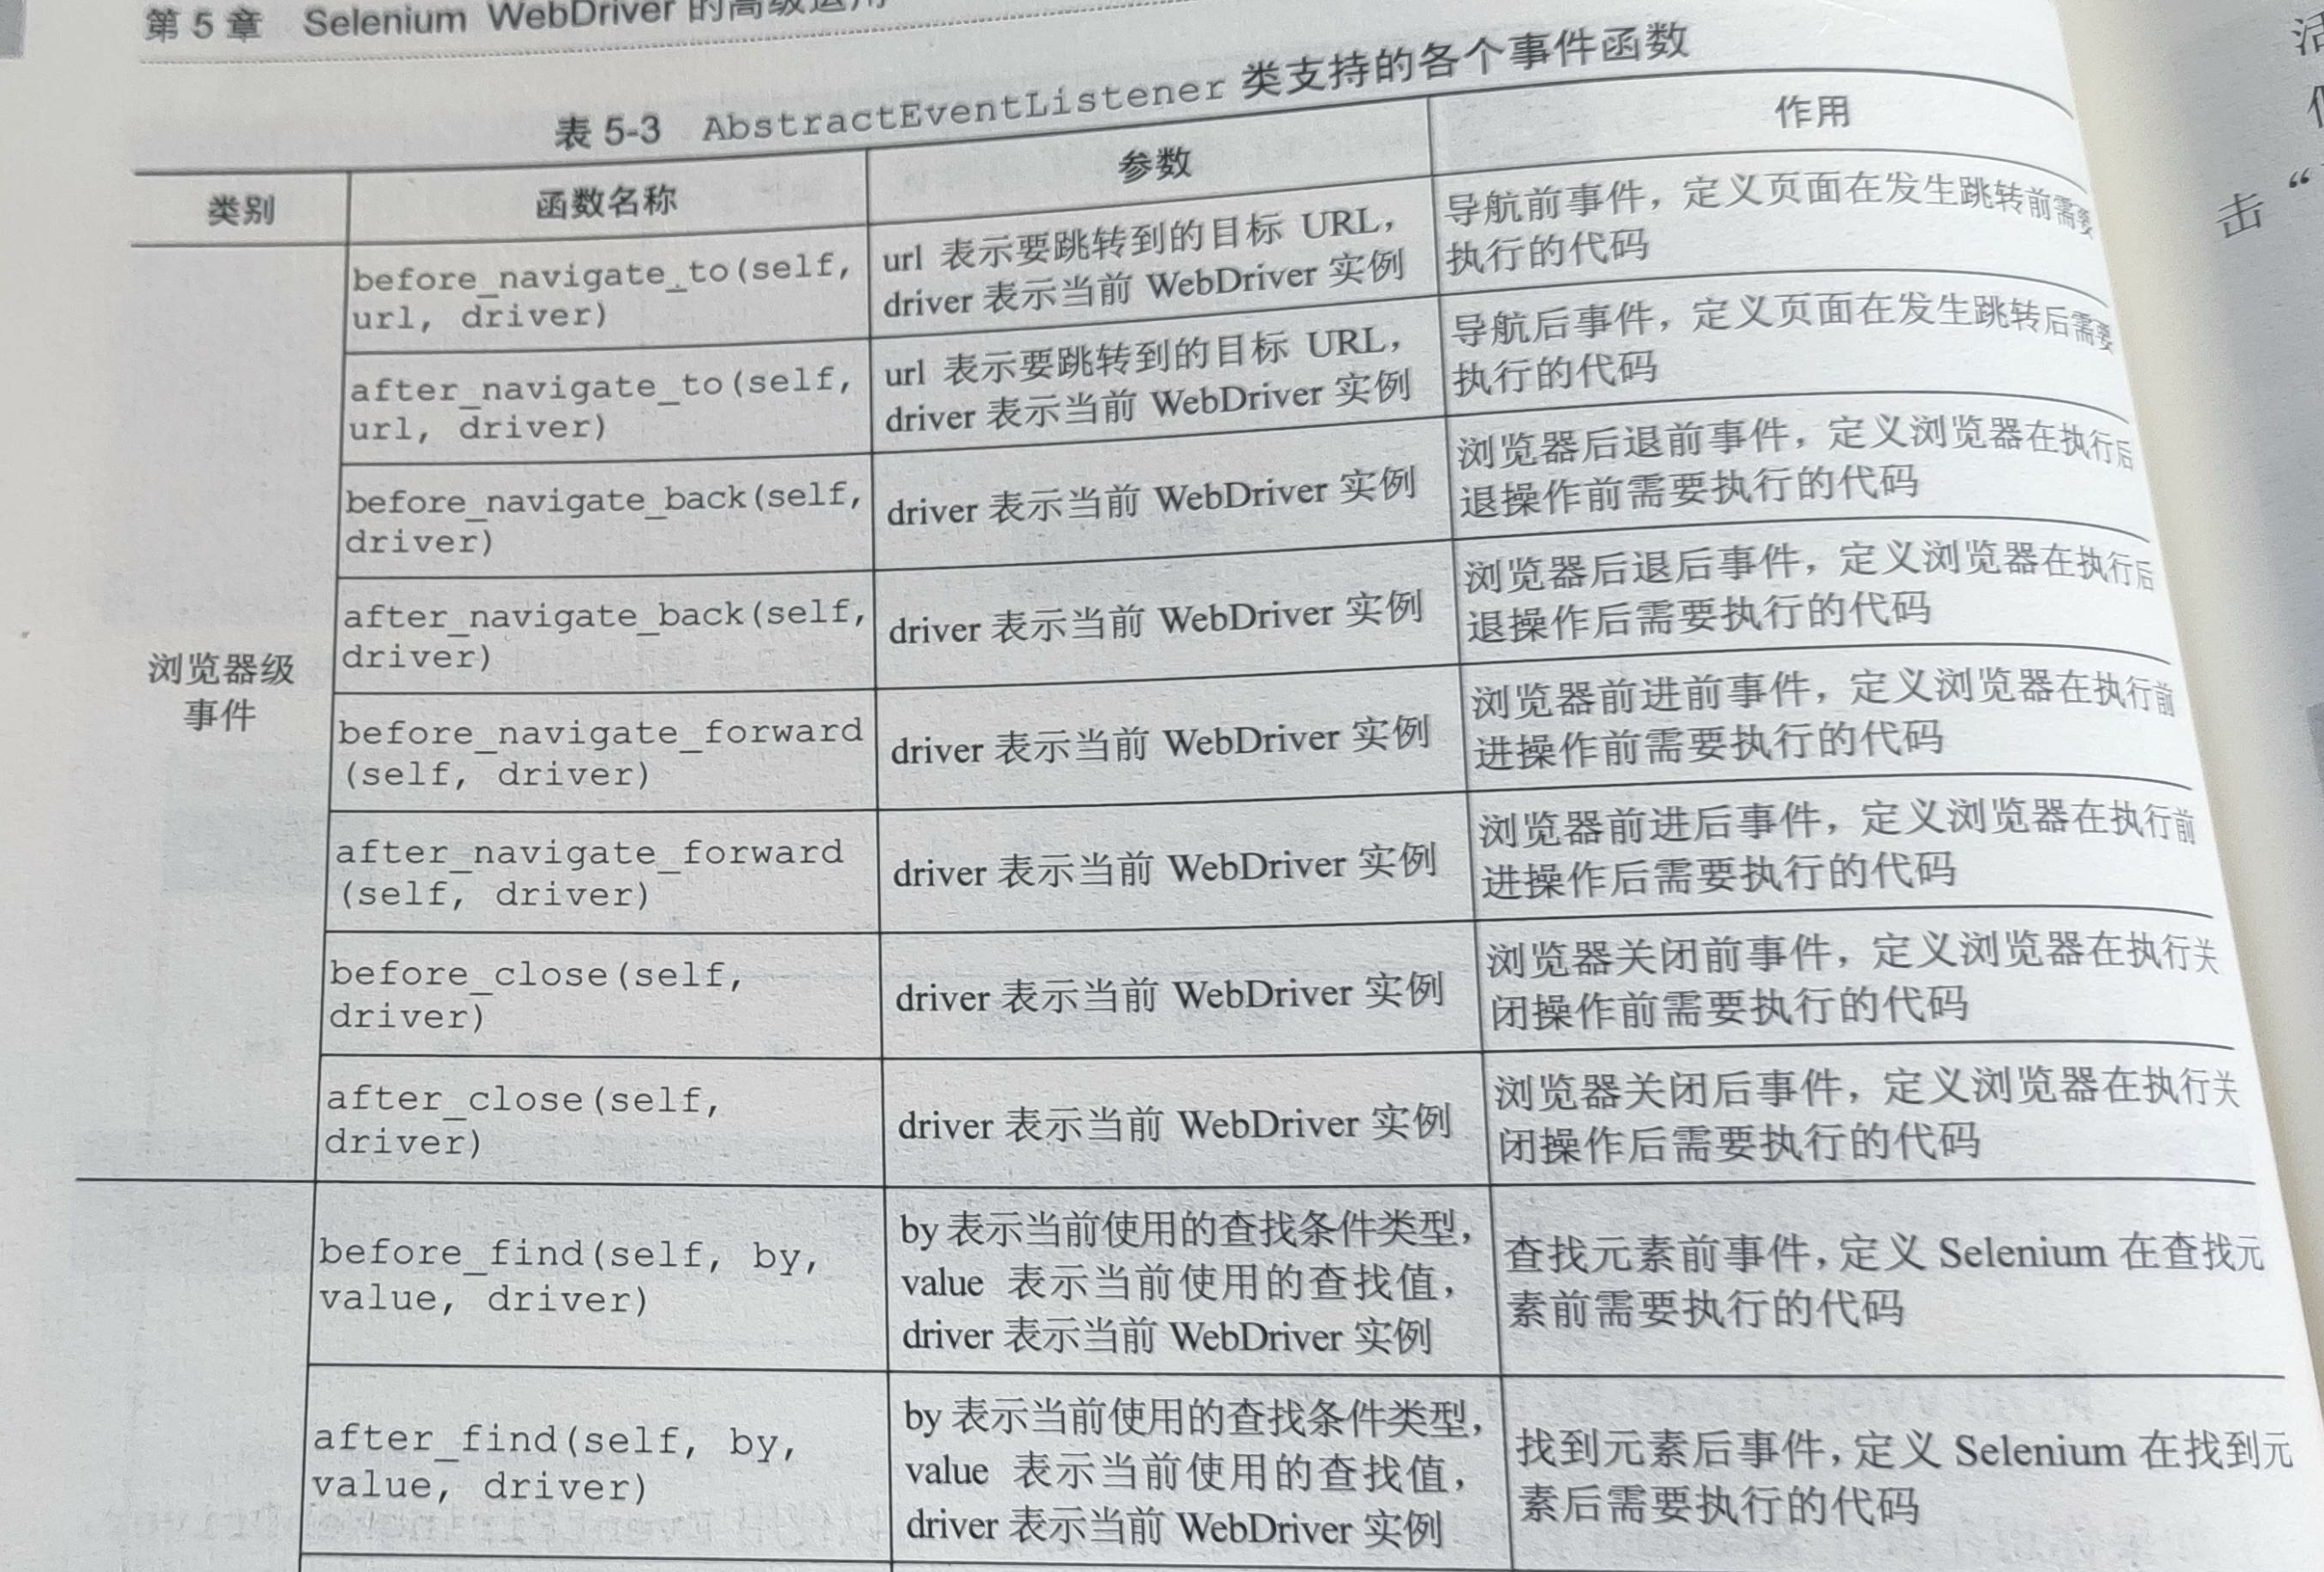 第 5 章 Selenium WebDriver 的高级运用
表 5-3 AbstractEventListener 类支持的各个事件函数
类别 函数名称 参数 作用
浏览器级
事件
before_navigate_to(self,
url, driver)
url 表示要跳转到的目标 URL，
driver 表示当前 WebDriver 实例
导航前事件，定义页面在发生跳转前需要
执行的代码
after_navigate_to(self,
url, driver)
url 表示要跳转到的目标 URL，
driver 表示当前 WebDriver 实例
导航后事件，定义页面在发生跳转后需要
执行的代码
before_navigate_back(self,
driver)
driver 表示当前 WebDriver 实例
浏览器后退前事件，定义浏览器在执行后
退操作前需要执行的代码
after_navigate_back(self,
driver)
driver 表示当前 WebDriver 实例
浏览器后退后事件，定义浏览器在执行后
退操作后需要执行的代码
before_navigate_forward
(self, driver)
driver 表示当前 WebDriver 实例
浏览器前进前事件，定义浏览器在执行前
进操作前需要执行的代码
after_navigate_forward
(self, driver)
driver 表示当前 WebDriver 实例
浏览器前进后事件，定义浏览器在执行前
进操作后需要执行的代码
before_close(self,
driver)
driver 表示当前 WebDriver 实例
浏览器关闭前事件，定义浏览器在执行关
闭操作前需要执行的代码
after_close(self,
driver)
driver 表示当前 WebDriver 实例
浏览器关闭后事件，定义浏览器在执行关
闭操作后需要执行的代码
before_find(self, by,
value, driver)
by 表示当前使用的查找条件类型，
value 表示当前使用的查找值，
driver 表示当前 WebDriver 实例
查找元素前事件，定义 Selenium 在查找元
素前需要执行的代码
after_find(self, by,
value, driver)
by 表示当前使用的查找条件类型，
value 表示当前使用的查找值，
driver 表示当前 WebDriver 实例
找到元素后事件，定义 Selenium 在找到元
素后需要执行的代码
击“